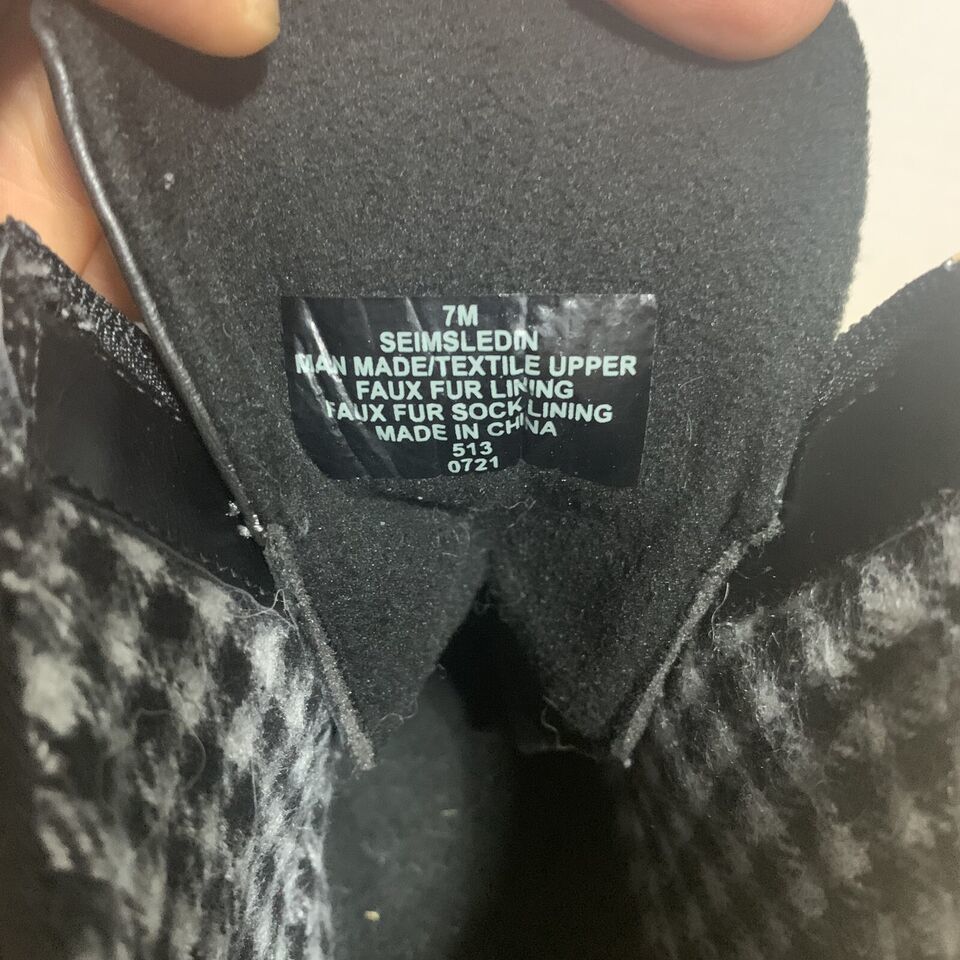 7M
SEIMSLEDIN
MAN MADE/TEXTILE UPPER
FAUX FUR LINING
FAUX FUR SOCK LINING
MADE IN CHINA
513
0721